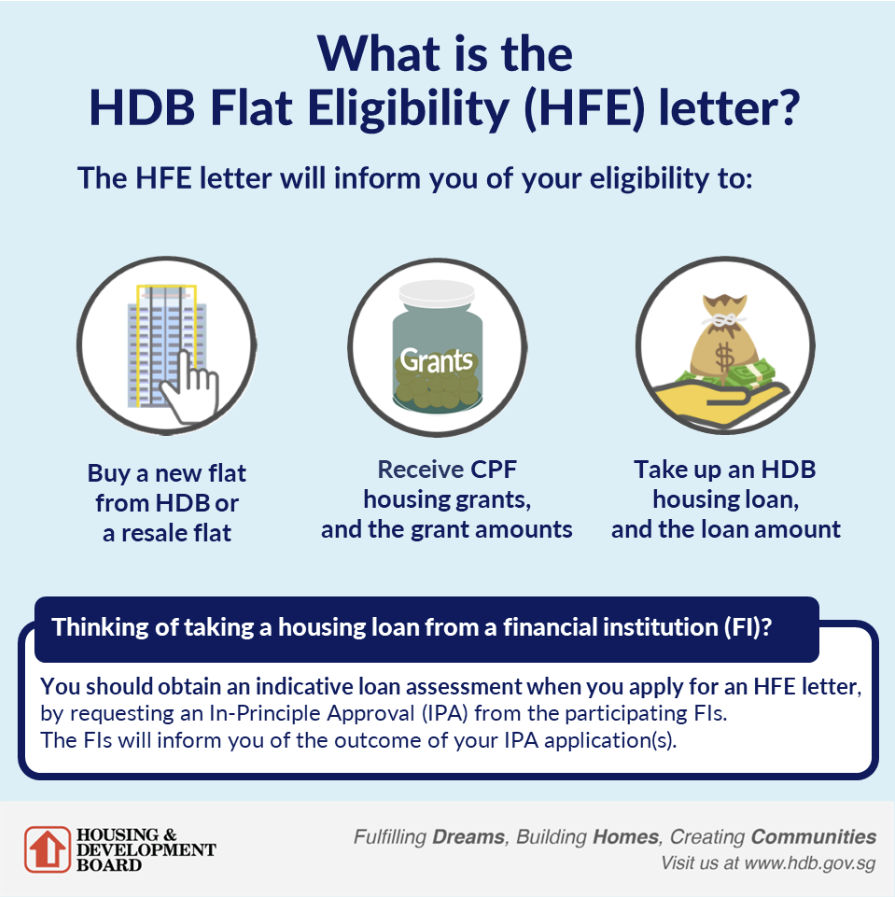 What is the
HDB Flat Eligibility (HFE) letter?
The HFE letter will inform you of your eligibility to:
Grants
$
Buy a new flat
from HDB or
a resale flat
Receive CPF
housing grants,
and the grant amounts
Take up an HDB
housing loan,
and the loan amount
Thinking of taking a housing loan from a financial institution (FI)?
You should obtain an indicative loan assessment when you apply for an HFE letter,
by requesting an In-Principle Approval (IPA) from the participating FIs.
The FIs will inform you of the outcome of your IPA application(s).
HOUSING &
DEVELOPMENT
BOARD
Fulfilling Dreams, Building Homes, Creating Communities
Visit us at www.hdb.gov.sg